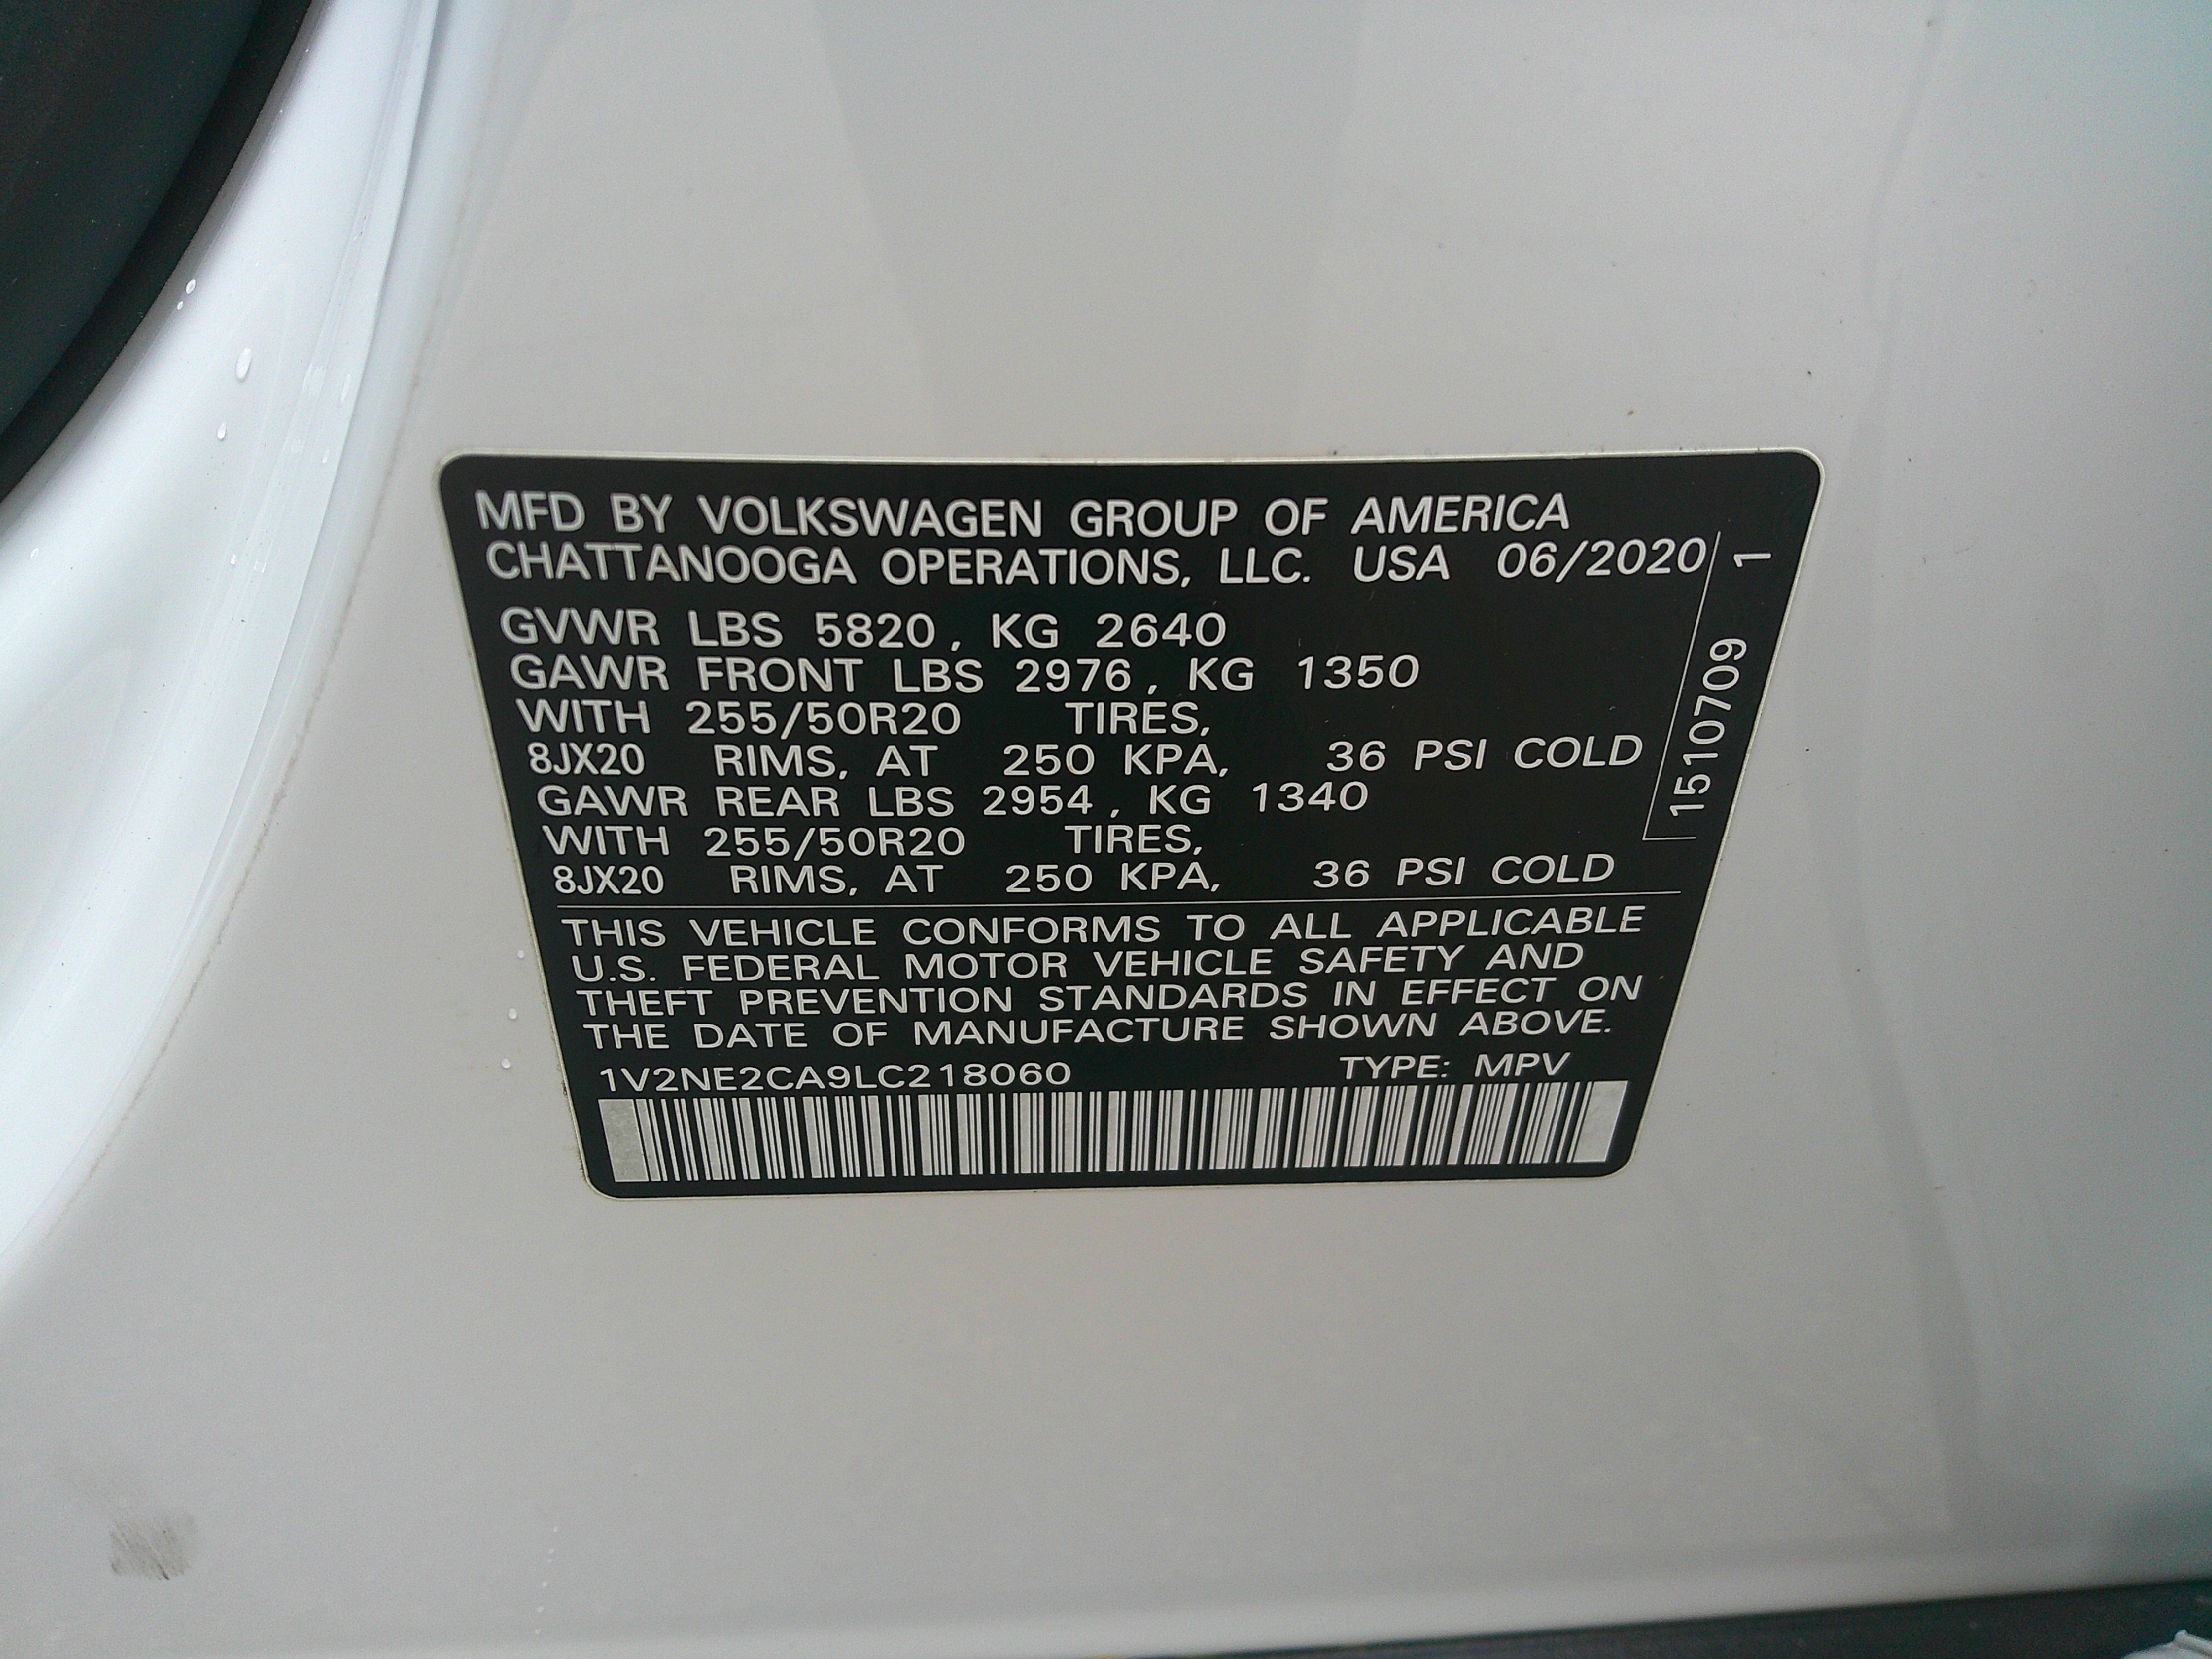 MFD BY VOLKSWAGEN GROUP OF AMERICA
CHATTANOOGA OPERATIONS, LLC. USA 06/2020
GVWR LBS 5820, KG 2640
GAWR FRONT LBS 2976, KG 1350
WITH 255/50R20 TIRES,
8JX20 RIMS, AT 250 KPA, 36 PSI COLD
GAWR REAR LBS 2954, KG 1340
WITH 255/50R20 TIRES,
8JX20 RIMS, AT 250 KPA, 36 PSI COLD
THIS VEHICLE CONFORMS TO ALL APPLICABLE
U.S. FEDERAL MOTOR VEHICLE SAFETY AND
THEFT PREVENTION STANDARDS IN EFFECT ON
THE DATE OF MANUFACTURE SHOWN ABOVE.
1V2NE2CA9LC218060 TYPE: MPV
1510709 1